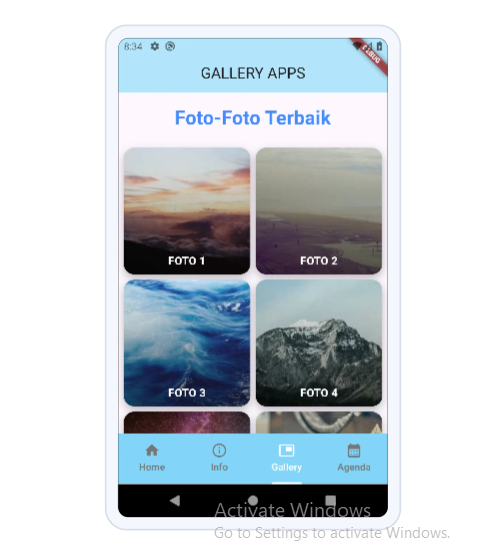 8:34
DEBUG
GALLERY APPS
Foto-Foto Terbaik
FOTO 1
FOTO 2
FOTO 3
FOTO 4
Home
Info
Gallery
Agenda
Activate Windows
Go to Settings to activate Windows.